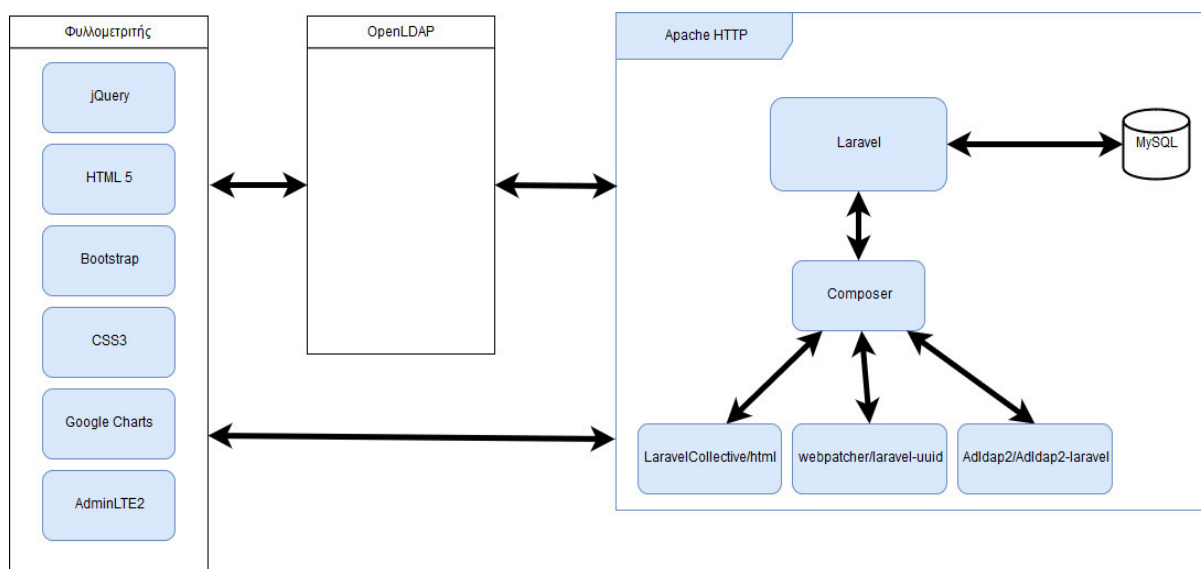 Φυλλομετριτής
jQuery
HTML 5
Bootstrap
CSS3
Google Charts
AdminLTE2
OpenLDAP
Apache HTTP
Laravel
MySQL
Composer
LaravelCollective/html
webpatcher/laravel-uuid
Adldap2/Adldap2-laravel